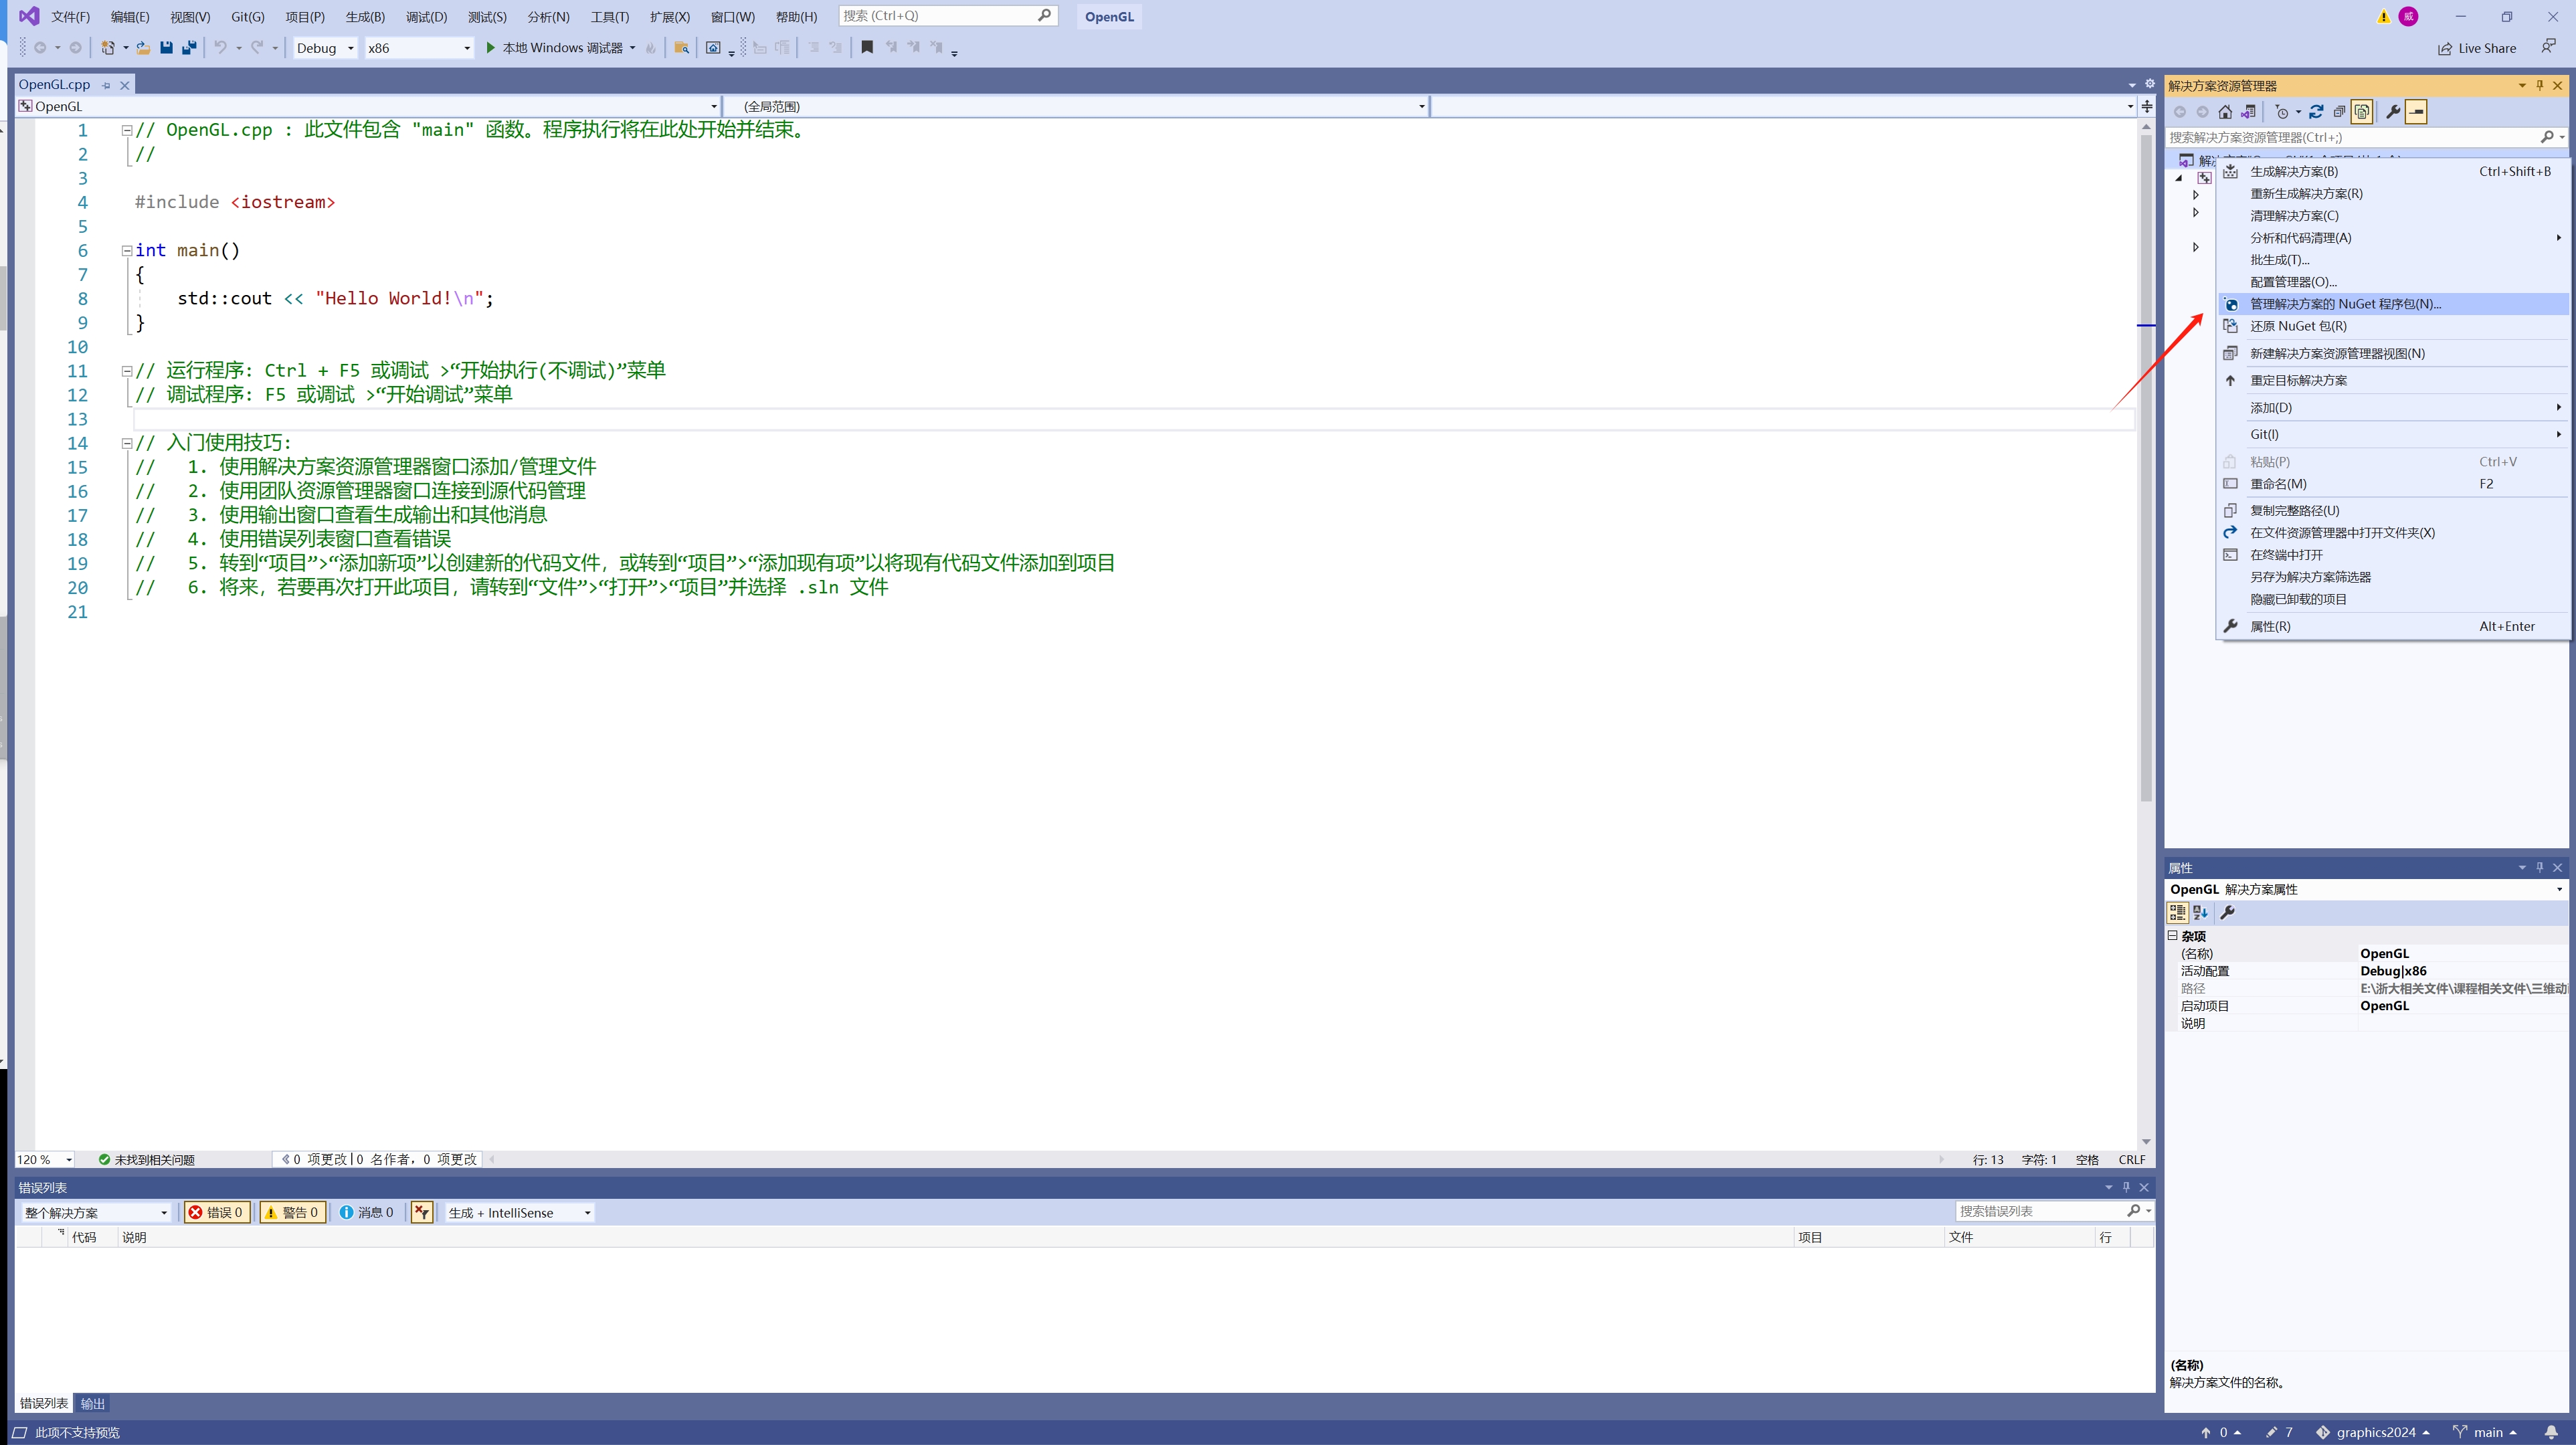 文件(F) 编辑(E) 视图(V) Git(G) 项目(P) 生成(B) 调试(D) 测试(S) 分析(N) 工具(T) 扩展(X) 窗口(W) 帮助(H) 搜索 (Ctrl+Q) OpenGL 威
Debug x86 本地 Windows 调试器 Live Share
OpenGL.cpp
OpenGL (全局范围)
1 // OpenGL.cpp : 此文件包含 "main" 函数。程序执行将在此处开始并结束。
2 //
3
4 #include <iostream>
5
6 int main()
7 {
8 std::cout << "Hello World!\n";
9 }
10
11 // 运行程序: Ctrl + F5 或调试 >“开始执行(不调试)”菜单
12 // 调试程序: F5 或调试 >“开始调试”菜单
13
14 // 入门使用技巧:
15 // 1. 使用解决方案资源管理器窗口添加/管理文件
16 // 2. 使用团队资源管理器窗口连接到源代码管理
17 // 3. 使用输出窗口查看生成输出和其他消息
18 // 4. 使用错误列表窗口查看错误
19 // 5. 转到“项目”>“添加新项”以创建新的代码文件，或转到“项目”>“添加现有项”以将现有代码文件添加到项目
20 // 6. 将来，若要再次打开此项目，请转到“文件”>“打开”>“项目”并选择 .sln 文件
21
120 % 未找到相关问题 0 项更改|0 名作者，0 项更改 行: 13 字符: 1 空格 CRLF
错误列表
整个解决方案 错误 0 警告 0 消息 0 生成 + IntelliSense 搜索错误列表
代码 说明 项目 文件 行
错误列表 输出
此项不支持预览 0 7 graphics2024 main
解决方案资源管理器
搜索解决方案资源管理器(Ctrl+;)
生成解决方案(B) Ctrl+Shift+B
重新生成解决方案(R)
清理解决方案(C)
分析和代码清理(A)
批生成(T)...
配置管理器(O)...
管理解决方案的 NuGet 程序包(N)...
还原 NuGet 包(R)
新建解决方案资源管理器视图(N)
重定目标解决方案
添加(D)
Git(I)
粘贴(P) Ctrl+V
重命名(M) F2
复制完整路径(U)
在文件资源管理器中打开文件夹(X)
在终端中打开
另存为解决方案筛选器
隐藏已卸载的项目
属性(R) Alt+Enter
属性
OpenGL 解决方案属性
杂项
(名称) OpenGL
活动配置 Debug|x86
路径 E:\浙大相关文件\课程相关文件\三维动
启动项目 OpenGL
说明
(名称)
解决方案文件的名称。